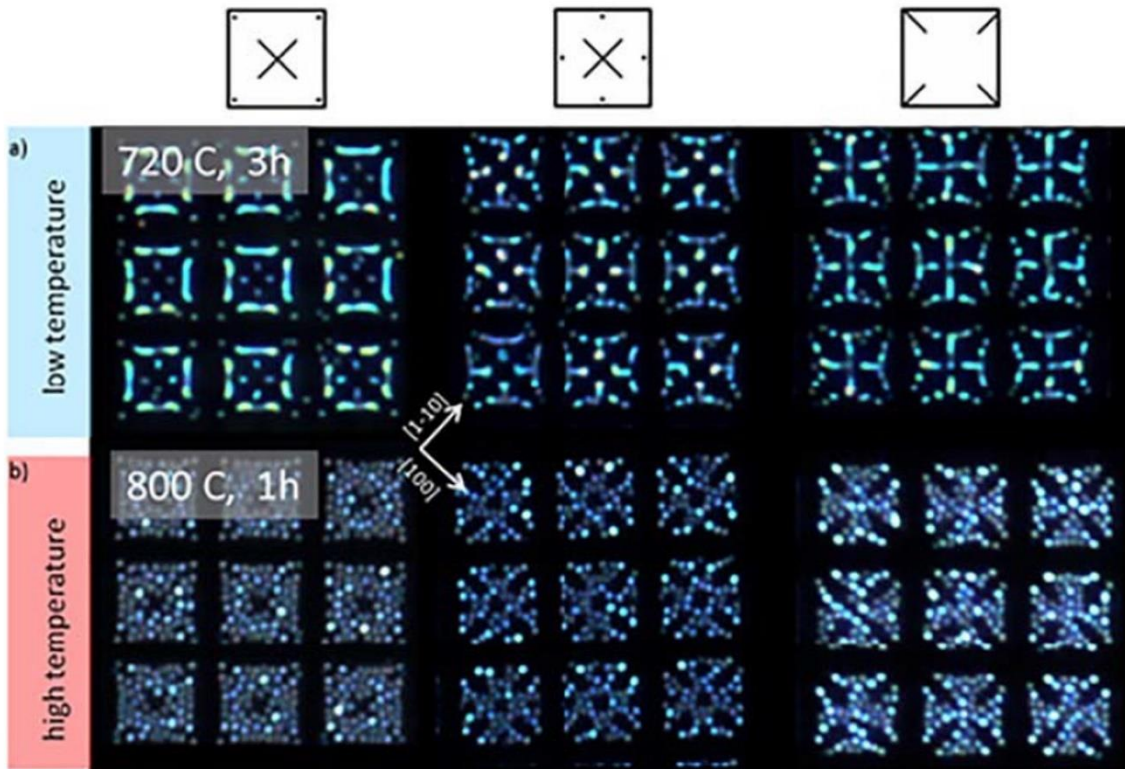 a)
720 C, 3h
low temperature
[1-10]
[100]
b)
800 C, 1h
high temperature